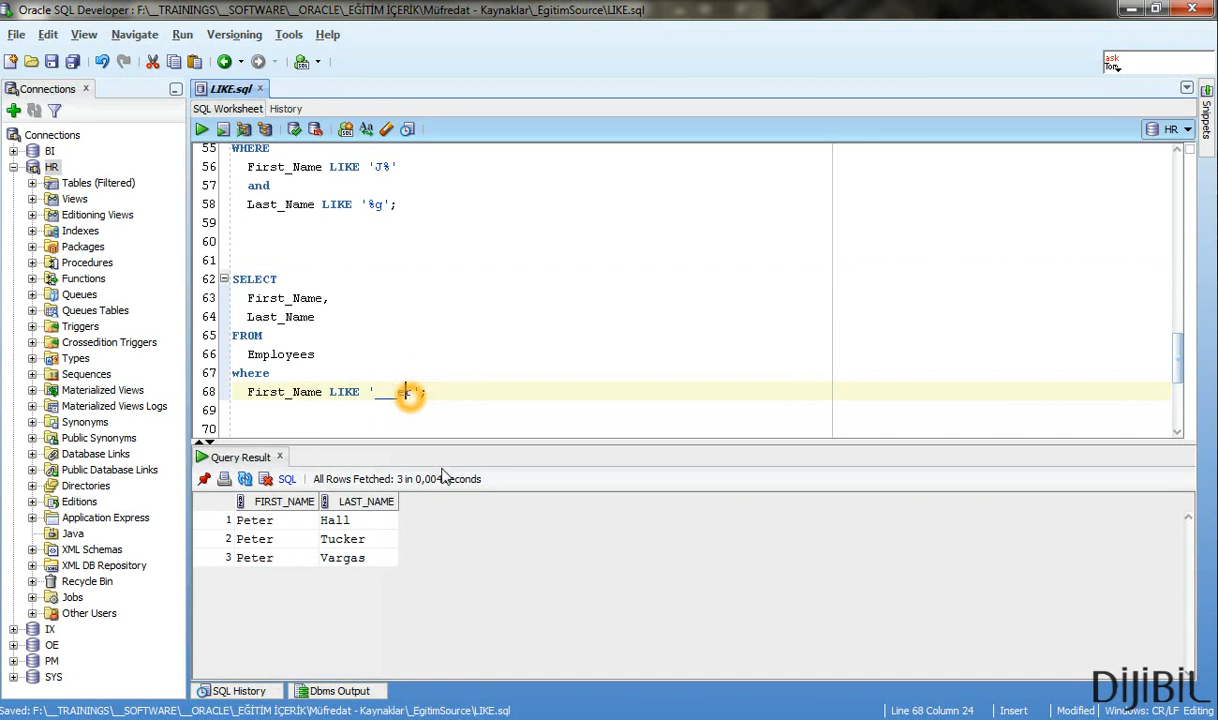 Oracle SQL Developer : F:\__TRAININGS\__SOFTWARE\__ORACLE\_EĞİTİM İÇERİK\Müfredat - Kaynaklar\_EgitimSource\LIKE.sql
File Edit View Navigate Run Versioning Tools Help
ask
Tom
Connections
LIKE.sql
SQL Worksheet History
HR
Snippets
Connections
BI
HR
Tables (Filtered)
Views
Editioning Views
Indexes
Packages
Procedures
Functions
Queues
Queues Tables
Triggers
Crossedition Triggers
Types
Sequences
Materialized Views
Materialized Views Logs
Synonyms
Public Synonyms
Database Links
Public Database Links
Directories
Editions
Application Express
Java
XML Schemas
XML DB Repository
Recycle Bin
Jobs
Other Users
IX
OE
PM
SYS
55 WHERE
56 First_Name LIKE 'J%'
57 and
58 Last_Name LIKE '%g';
59
60
61
62 SELECT
63 First_Name,
64 Last_Name
65 FROM
66 Employees
67 where
68 First_Name LIKE '___er';
69
70
Query Result
SQL All Rows Fetched: 3 in 0,004 seconds
FIRST_NAME LAST_NAME
1 Peter Hall
2 Peter Tucker
3 Peter Vargas
SQL History Dbms Output
DijiBiL
Saved: F:\__TRAININGS\__SOFTWARE\__ORACLE\_EĞİTİM İÇERİK\Müfredat - Kaynaklar\_EgitimSource\LIKE.sql
Line 68 Column 24 Insert Modified Windows: CR/LF Editing